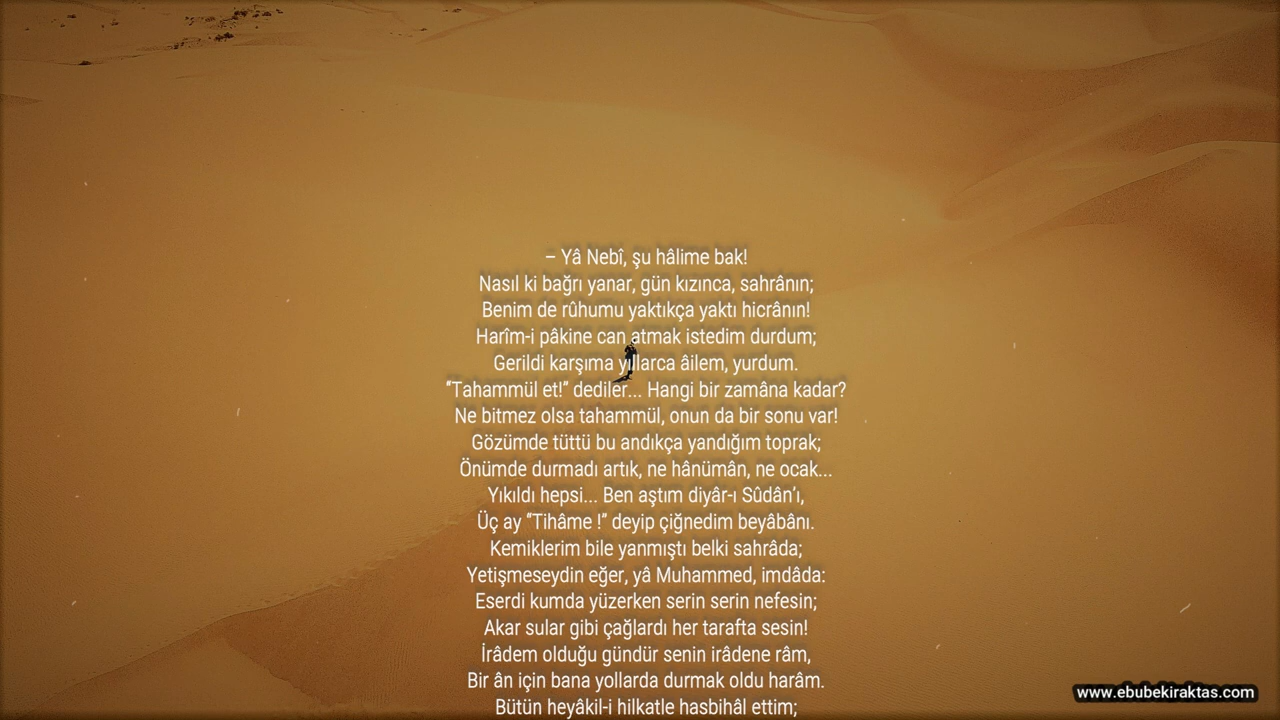 – Yâ Nebî, şu hâlime bak!
Nasıl ki bağrı yanar, gün kızınca, sahrânın;
Benim de rûhumu yaktıkça yaktı hicrânın!
Harîm-i pâkine can atmak istedim durdum;
Gerildi karşıma yıllarca âilem, yurdum.
“Tahammül et!” dediler... Hangi bir zamâna kadar?
Ne bitmez olsa tahammül, onun da bir sonu var!
Gözümde tüttü bu andıkça yandığım toprak;
Önümde durmadı artık, ne hânümân, ne ocak...
Yıkıldı hepsi... Ben aştım diyâr-ı Sûdân’ı,
Üç ay “Tihâme !” deyip çiğnedim beyâbânı.
Kemiklerim bile yanmıştı belki sahrâda;
Yetişmeseydin eğer, yâ Muhammed, imdâda:
Eserdi kumda yüzerken serin serin nefesin;
Akar sular gibi çağlardı her tarafta sesin!
İrâdem olduğu gündür senin irâdene râm,
Bir ân için bana yollarda durmak oldu harâm.
Bütün heyâkil-i hilkatle hasbihâl ettim;
www.ebubekiraktas.com